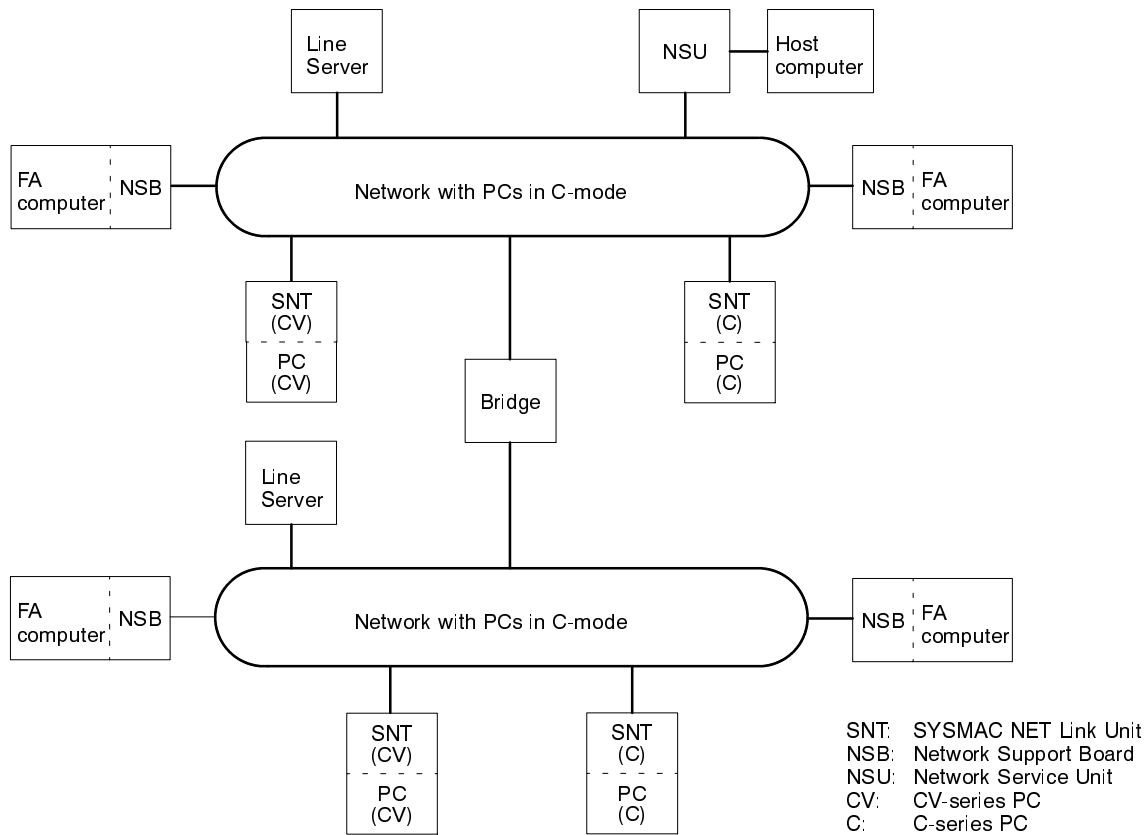 Line
Server
NSU
Host
computer
FA
computer
NSB
Network with PCs in C-mode
NSB
FA
computer
SNT
(CV)
PC
(CV)
SNT
(C)
PC
(C)
Bridge
Line
Server
FA
computer
NSB
Network with PCs in C-mode
NSB
FA
computer
SNT
(CV)
PC
(CV)
SNT
(C)
PC
(C)
SNT: SYSMAC NET Link Unit
NSB: Network Support Board
NSU: Network Service Unit
CV: CV-series PC
C: C-series PC